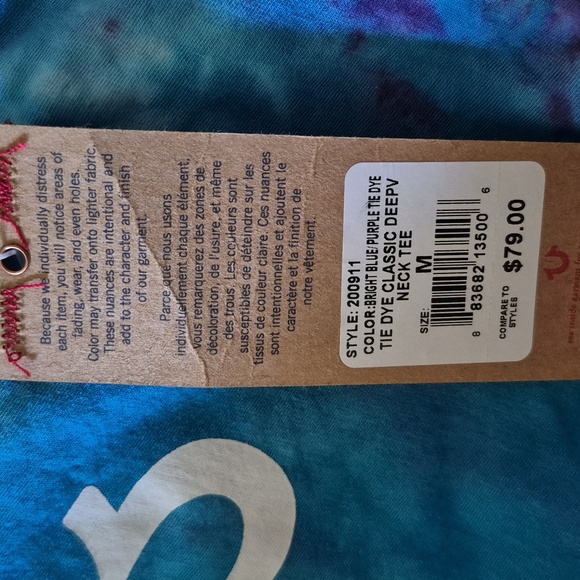 Because we individually distress
each item, you will notice areas of
fading, wear, and even holes.
Color may transfer onto lighter fabric.
These nuances are intentional and
add to the character and finish
of our garment.
Parce que nous usons
individuellement chaque élément,
vous remarquerez des zones de
décoloration, de l'usure, et même
des trous. Les couleurs sont
susceptibles de déteindre sur les
tissus de couleur claire. Ces nuances
sont intentionnelles et ajoutent le
caractère et la finition de
notre vêtement.
STYLE: 200911
COLOR:BRIGHT BLUE/PURPLE TIE DYE
TIE DYE CLASSIC DEEPV
NECK TEE
SIZE: M
8 83682 13500 6
COMPARE TO
STYLES $79.00